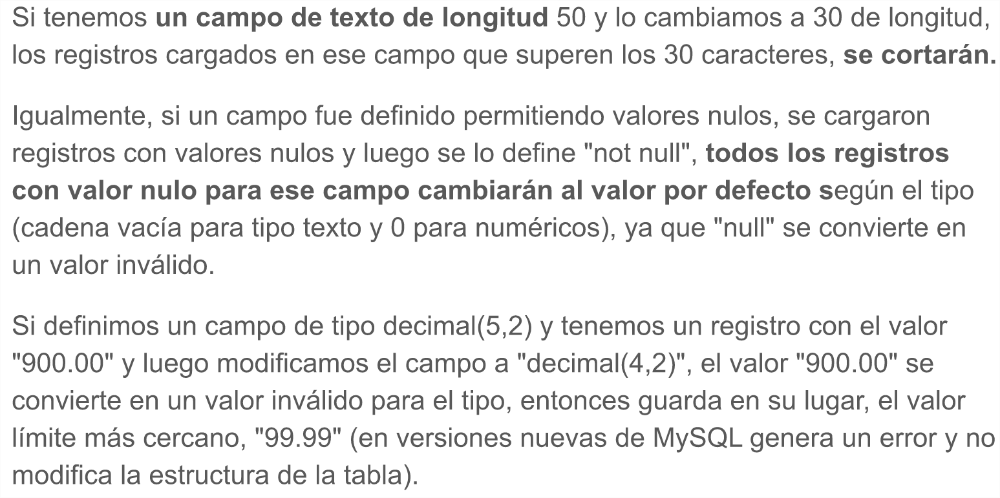 Si tenemos un campo de texto de longitud 50 y lo cambiamos a 30 de longitud,
los registros cargados en ese campo que superen los 30 caracteres, se cortarán.
Igualmente, si un campo fue definido permitiendo valores nulos, se cargaron
registros con valores nulos y luego se lo define "not null", todos los registros
con valor nulo para ese campo cambiarán al valor por defecto según el tipo
(cadena vacía para tipo texto y 0 para numéricos), ya que "null" se convierte en
un valor inválido.
Si definimos un campo de tipo decimal(5,2) y tenemos un registro con el valor
"900.00" y luego modificamos el campo a "decimal(4,2)", el valor "900.00" se
convierte en un valor inválido para el tipo, entonces guarda en su lugar, el valor
límite más cercano, "99.99" (en versiones nuevas de MySQL genera un error y no
modifica la estructura de la tabla).